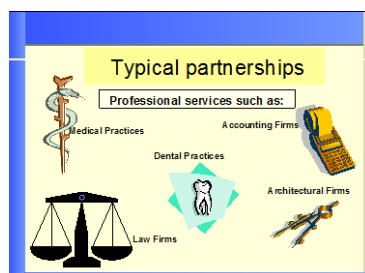 Typical partnerships
Professional services such as:
Accounting Firms
Medical Practices
Dental Practices
Architectural Firms
Law Firms